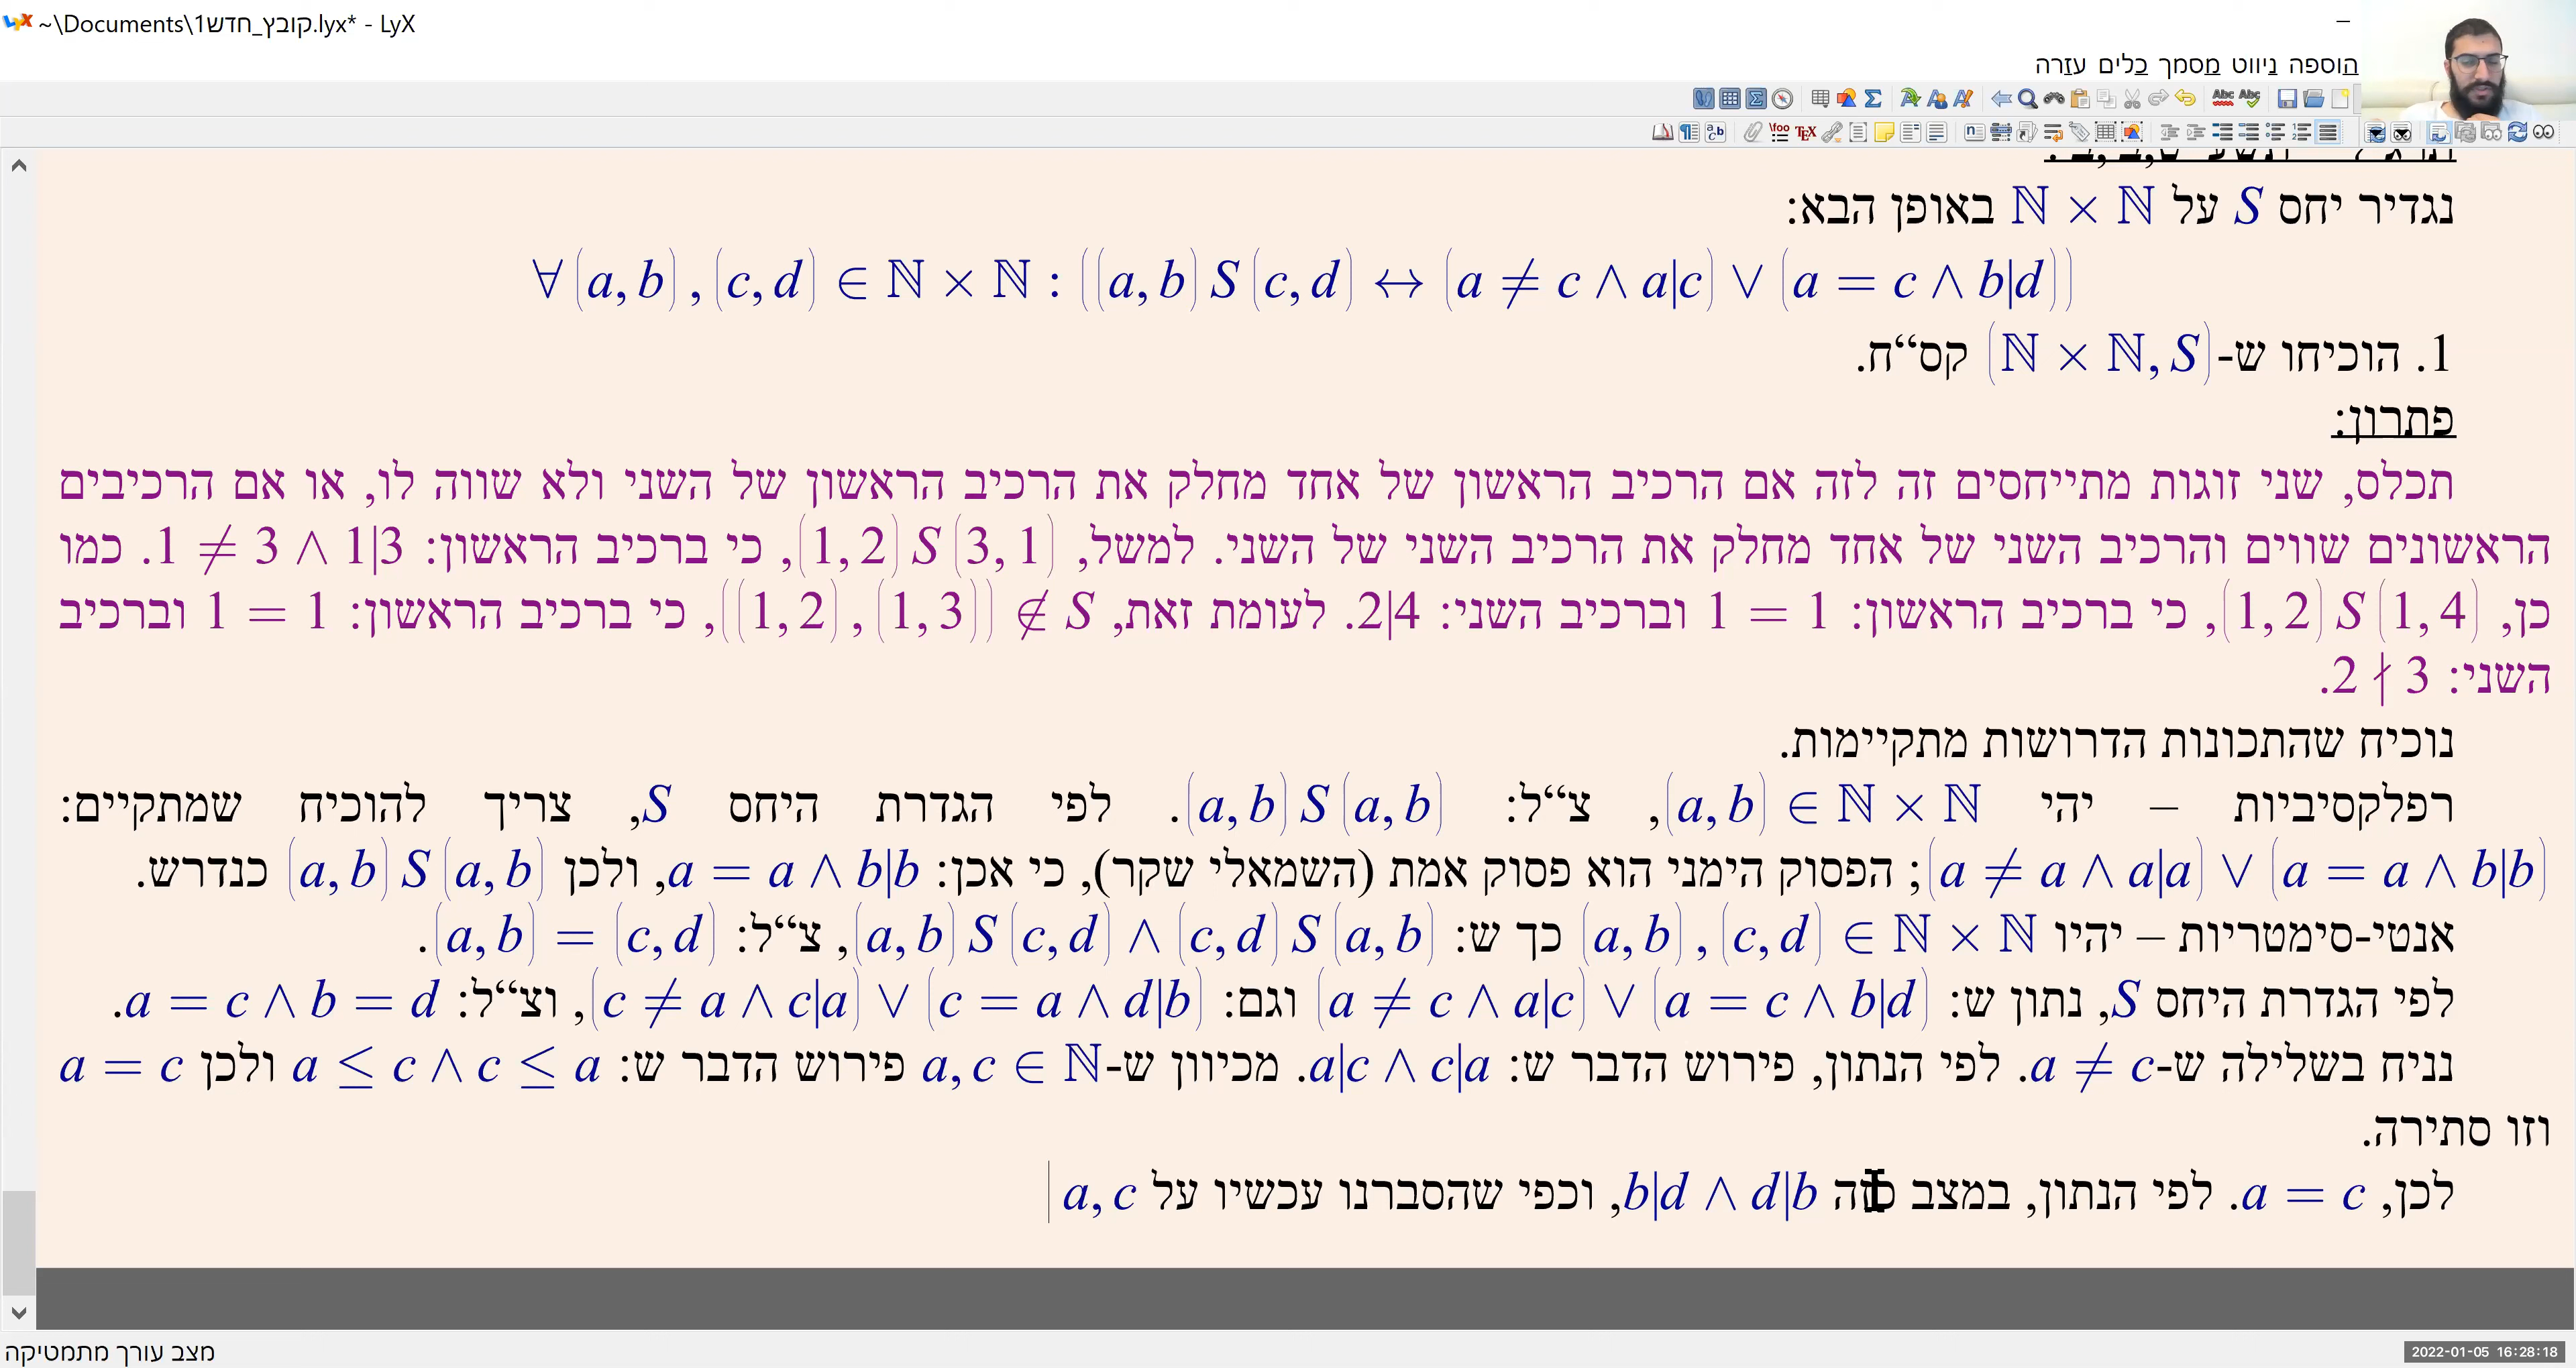 ~\Documents\קובץ_חדש1.lyx* - LyX
הוספה ניווט מסמך כלים עזרה
נגדיר יחס S על ℕ × ℕ באופן הבא:
∀(a, b), (c, d) ∈ ℕ × ℕ : ((a, b) S (c, d) ↔ (a ≠ c ∧ a|c) ∨ (a = c ∧ b|d))
1. הוכיחו ש-(ℕ × ℕ, S) קס"ח.
פתרון:
תכלס, שני זוגות מתייחסים זה לזה אם הרכיב הראשון של אחד מחלק את הרכיב הראשון של השני ולא שווה לו, או אם הרכיבים
הראשונים שווים והרכיב השני של אחד מחלק את הרכיב השני של השני. למשל, (1, 2) S (3, 1), כי ברכיב הראשון: 1 ≠ 3 ∧ 1|3. כמו
כן, (1, 2) S (1, 4), כי ברכיב הראשון: 1 = 1 וברכיב השני: 2|4. לעומת זאת, ((1, 2), (1, 3)) ∉ S, כי ברכיב הראשון: 1 = 1 וברכיב
השני: 2 ∤ 3.
נוכיח שהתכונות הדרושות מתקיימות.
רפלקסיביות – יהי (a, b) ∈ ℕ × ℕ, צ"ל: (a, b) S (a, b). לפי הגדרת היחס S, צריך להוכיח שמתקיים:
(a ≠ a ∧ a|a) ∨ (a = a ∧ b|b); הפסוק הימני הוא פסוק אמת (השמאלי שקר), כי אכן: a = a ∧ b|b, ולכן (a, b) S (a, b) כנדרש.
אנטי-סימטריות – יהיו (a, b), (c, d) ∈ ℕ × ℕ כך ש: (a, b) S (c, d) ∧ (c, d) S (a, b), צ"ל: (a, b) = (c, d).
לפי הגדרת היחס S, נתון ש: (a ≠ c ∧ a|c) ∨ (a = c ∧ b|d) וגם: (c ≠ a ∧ c|a) ∨ (c = a ∧ d|b), וצ"ל: a = c ∧ b = d.
נניח בשלילה ש-a ≠ c. לפי הנתון, פירוש הדבר ש: a|c ∧ c|a. מכיוון ש-a, c ∈ ℕ פירוש הדבר ש: a ≤ c ∧ c ≤ a ולכן a = c
וזו סתירה.
לכן, a = c. לפי הנתון, במצב כזה b|d ∧ d|b, וכפי שהסברנו עכשיו על a, c
מצב עורך מתמטיקה
2022-01-05 16:28:18